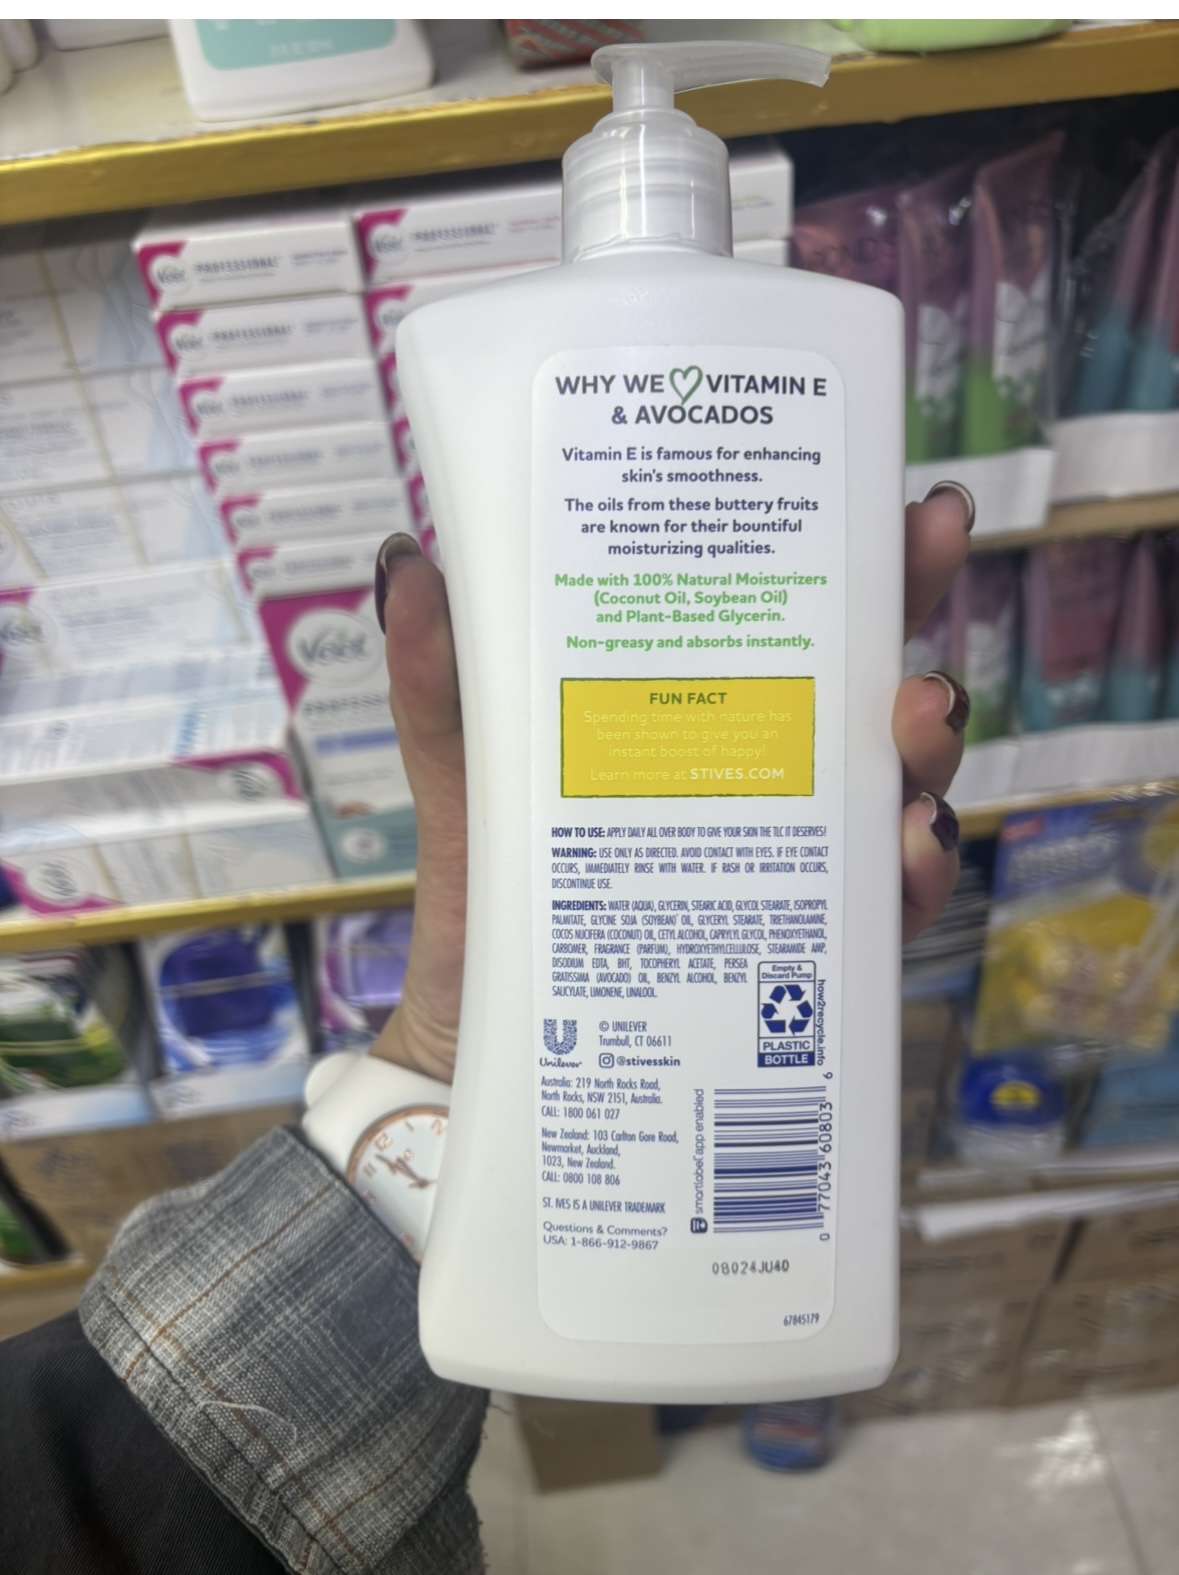 WHY WE VITAMIN E
& AVOCADOS
Vitamin E is famous for enhancing
skin's smoothness.
The oils from these buttery fruits
are known for their bountiful
moisturizing qualities.
Made with 100% Natural Moisturizers
(Coconut Oil, Soybean Oil)
and Plant-Based Glycerin.
Non-greasy and absorbs instantly.
FUN FACT
Spending time with nature has
been shown to give you an
instant boost of happy!
Learn more at STIVES.COM
HOW TO USE: APPLY DAILY ALL OVER BODY TO GIVE YOUR SKIN THE TLC IT DESERVES!
WARNING: USE ONLY AS DIRECTED. AVOID CONTACT WITH EYES. IF EYE CONTACT
OCCURS, IMMEDIATELY RINSE WITH WATER. IF RASH OR IRRITATION OCCURS,
DISCONTINUE USE.
INGREDIENTS: WATER (AQUA), GLYCERIN, STEARIC ACID, GLYCOL STEARATE, ISOPROPYL
PALMITATE, GLYCINE SOJA (SOYBEAN) OIL, GLYCERYL STEARATE, TRIETHANOLAMINE,
COCOS NUCIFERA (COCONUT) OIL, CETYL ALCOHOL, CAPRYLYL GLYCOL, PHENOXYETHANOL,
CARBOMER, FRAGRANCE (PARFUM), HYDROXYETHYLCELLULOSE, STEARAMIDE AMP,
DISODIUM EDTA, BHT, TOCOPHERYL ACETATE, PERSEA
GRATISSIMA (AVOCADO) OIL, BENZYL ALCOHOL, BENZYL
SALICYLATE, LIMONENE, LINALOOL.
Empty &
Discard Pump
PLASTIC
BOTTLE
how2recycle.info
Unilever
© UNILEVER
Trumbull, CT 06611
@stivesskin
Australia: 219 North Rocks Road,
North Rocks, NSW 2151, Australia.
CALL: 1800 061 027
New Zealand: 103 Carlton Gore Road,
Newmarket, Auckland,
1023, New Zealand.
CALL: 0800 108 806
ST. IVES IS A UNILEVER TRADEMARK
Questions & Comments?
USA: 1-866-912-9867
smartlabel app enabled
0 77043 60803 6
08024JU40
67845179
Veet PROFESSIONAL
Veet PROFESSIONAL
Veet PROFESSIONAL
Veet